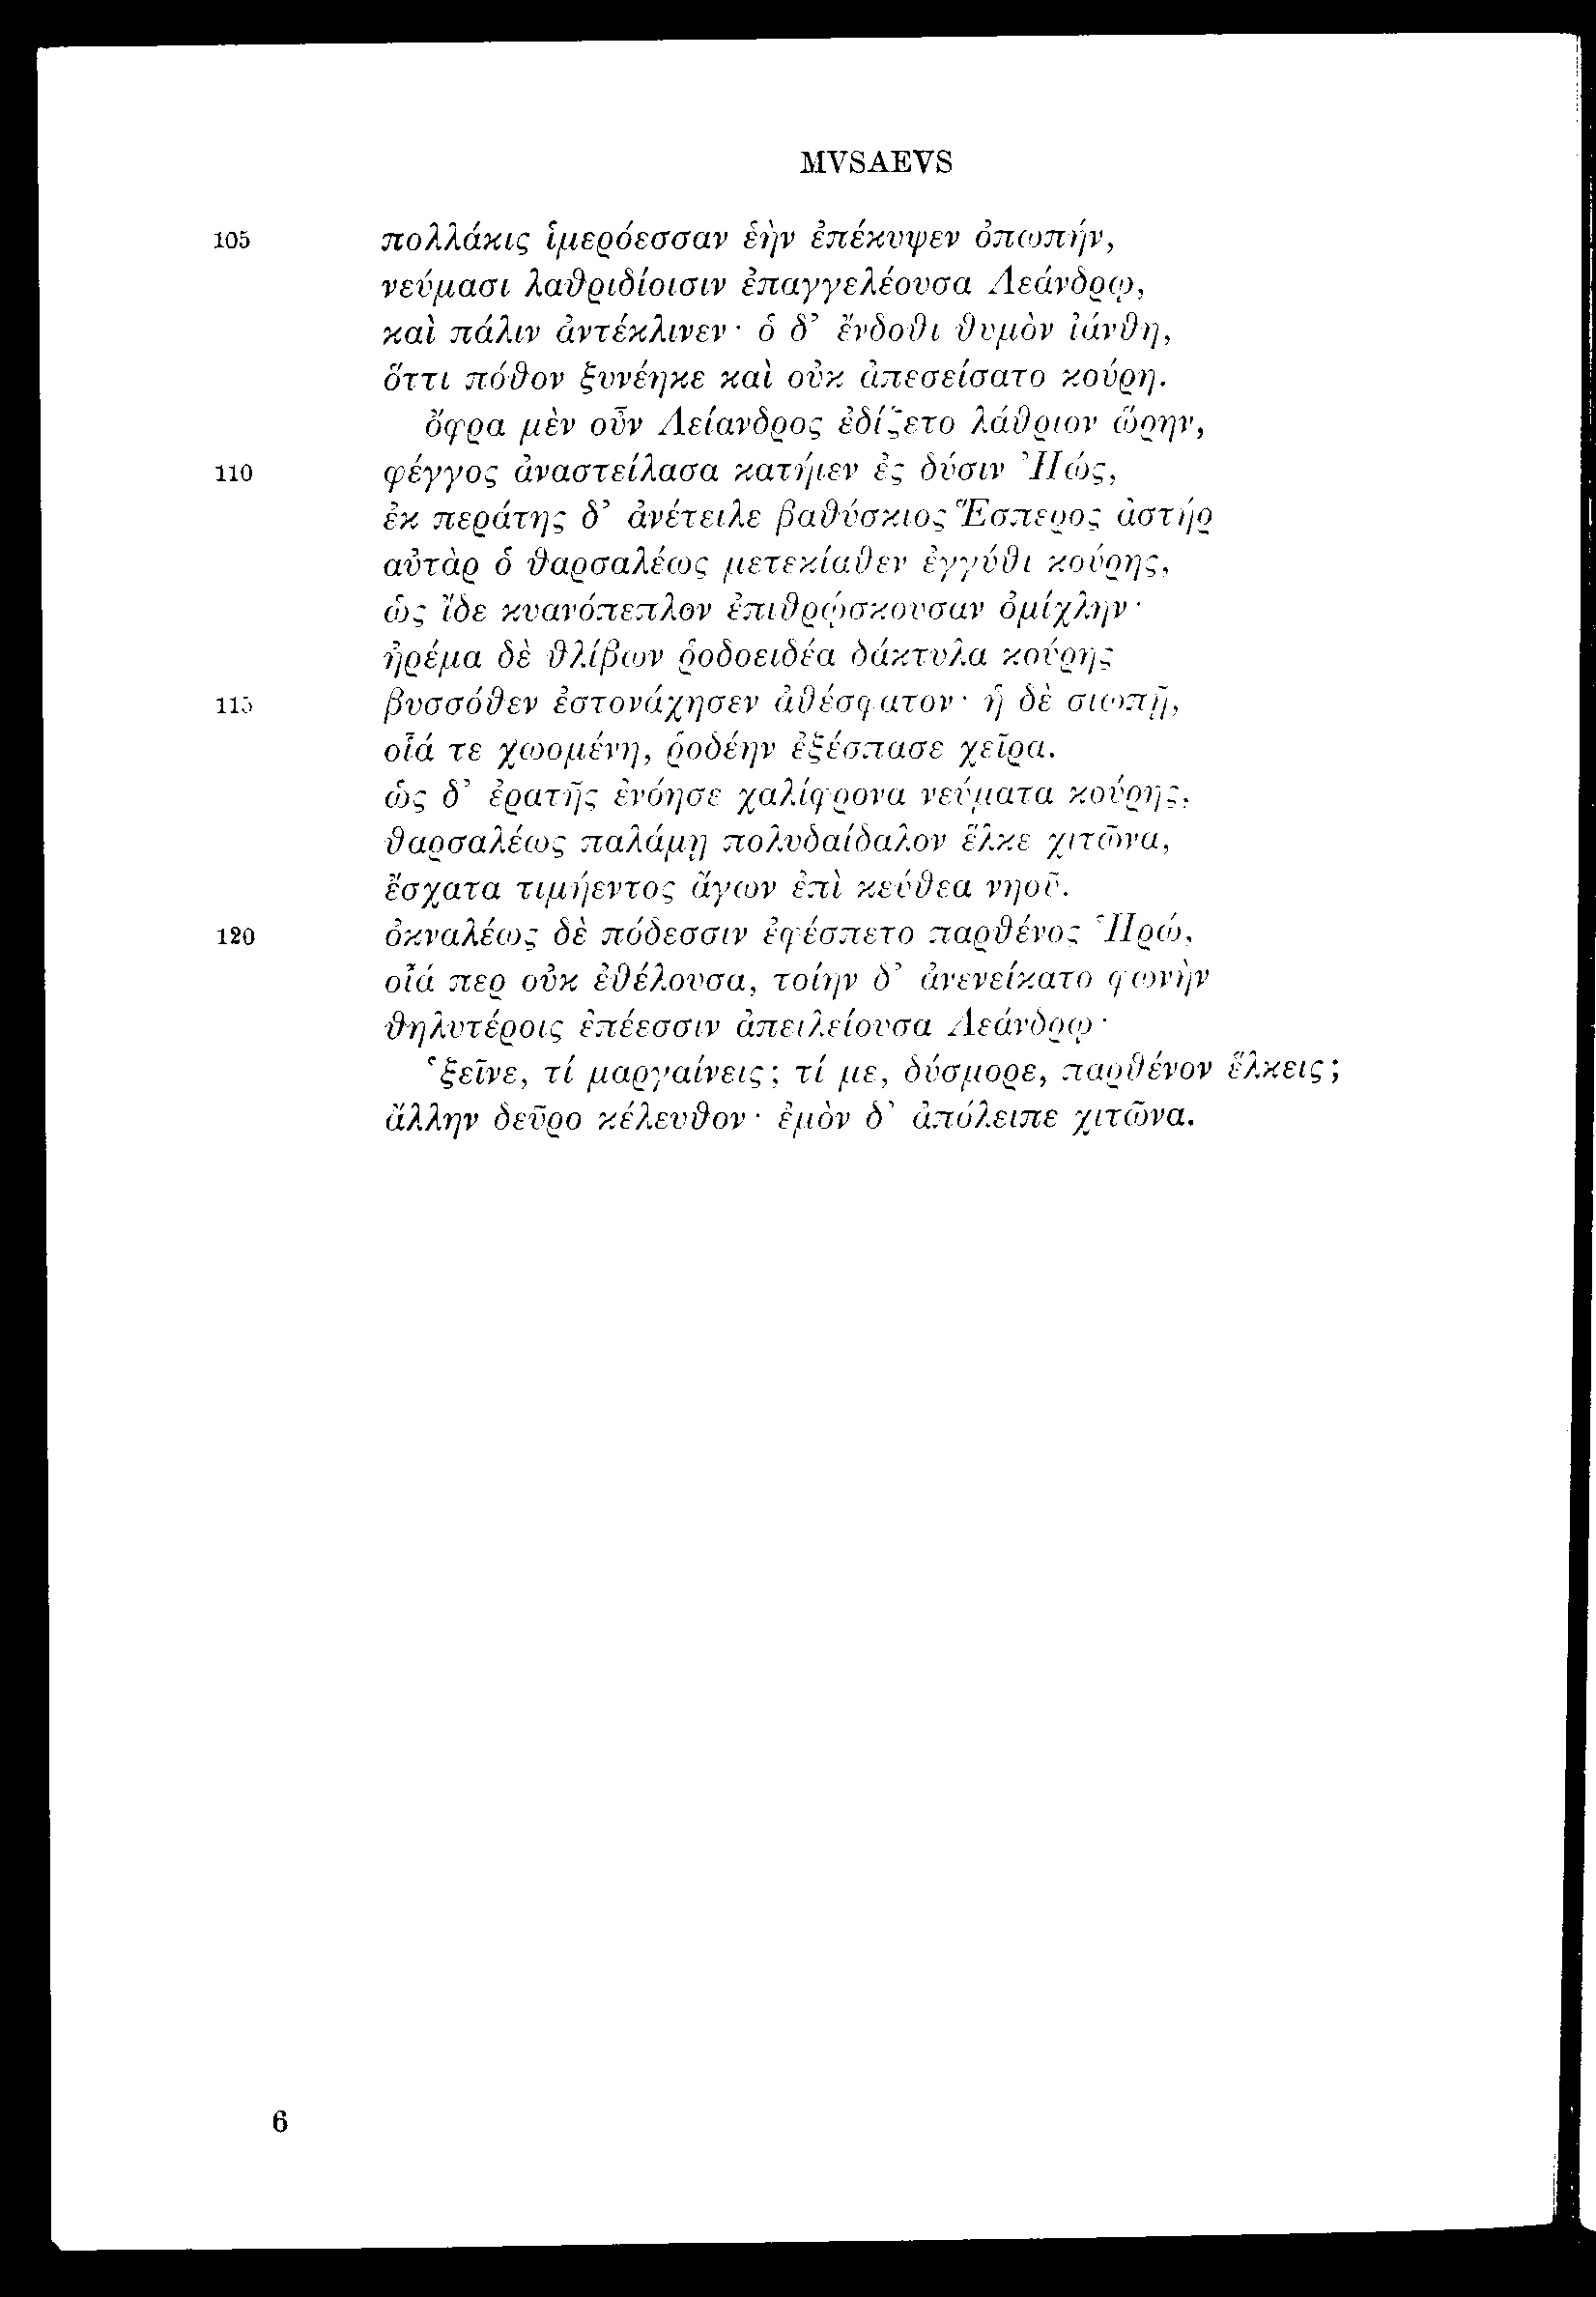 MVSAEVS
105 πολλάκις ἱμερόεσσαν ἑὴν ἐπέκυψεν ὀπωπήν,
νεύμασι λαθριδίοισιν ἐπαγγελέουσα Λεάνδρῳ,
καὶ πάλιν ἀντέκλινεν· ὁ δ’ ἔνδοθι θυμὸν ἰάνθη,
ὅττι πόθον ξυνέηκε καὶ οὐκ ἀπεσείσατο κούρη.
ὄφρα μὲν οὖν Λείανδρος ἐδίζετο λάθριον ὥρην,
110 φέγγος ἀναστείλασα κατήιεν ἐς δύσιν Ἠώς,
ἐκ περάτης δ’ ἀνέτειλε βαθύσκιος Ἕσπερος ἀστήρ
αὐτὰρ ὁ θαρσαλέως μετεκίαθεν ἐγγύθι κούρης,
ὡς ἴδε κυανόπεπλον ἐπιθρῴσκουσαν ὀμίχλην·
ἠρέμα δὲ θλίβων ῥοδοειδέα δάκτυλα κούρης
115 βυσσόθεν ἐστονάχησεν ἀθέσφατον· ἡ δὲ σιωπῇ,
οἷά τε χωομένη, ῥοδέην ἐξέσπασε χεῖρα.
ὡς δ’ ἐρατῆς ἐνόησε χαλίφρονα νεύματα κούρης,
θαρσαλέως παλάμῃ πολυδαίδαλον ἕλκε χιτῶνα,
ἔσχατα τιμήεντος ἄγων ἐπὶ κεύθεα νηοῦ.
120 ὀκναλέως δὲ πόδεσσιν ἐφέσπετο παρθένος Ἡρώ,
οἷά περ οὐκ ἐθέλουσα, τοίην δ’ ἀνενείκατο φωνὴν
θηλυτέροις ἐπέεσσιν ἀπειλείουσα Λεάνδρῳ·
‘ξεῖνε, τί μαργαίνεις; τί με, δύσμορε, παρθένον ἕλκεις;
ἄλλην δεῦρο κέλευθον· ἐμὸν δ’ ἀπόλειπε χιτῶνα.
6